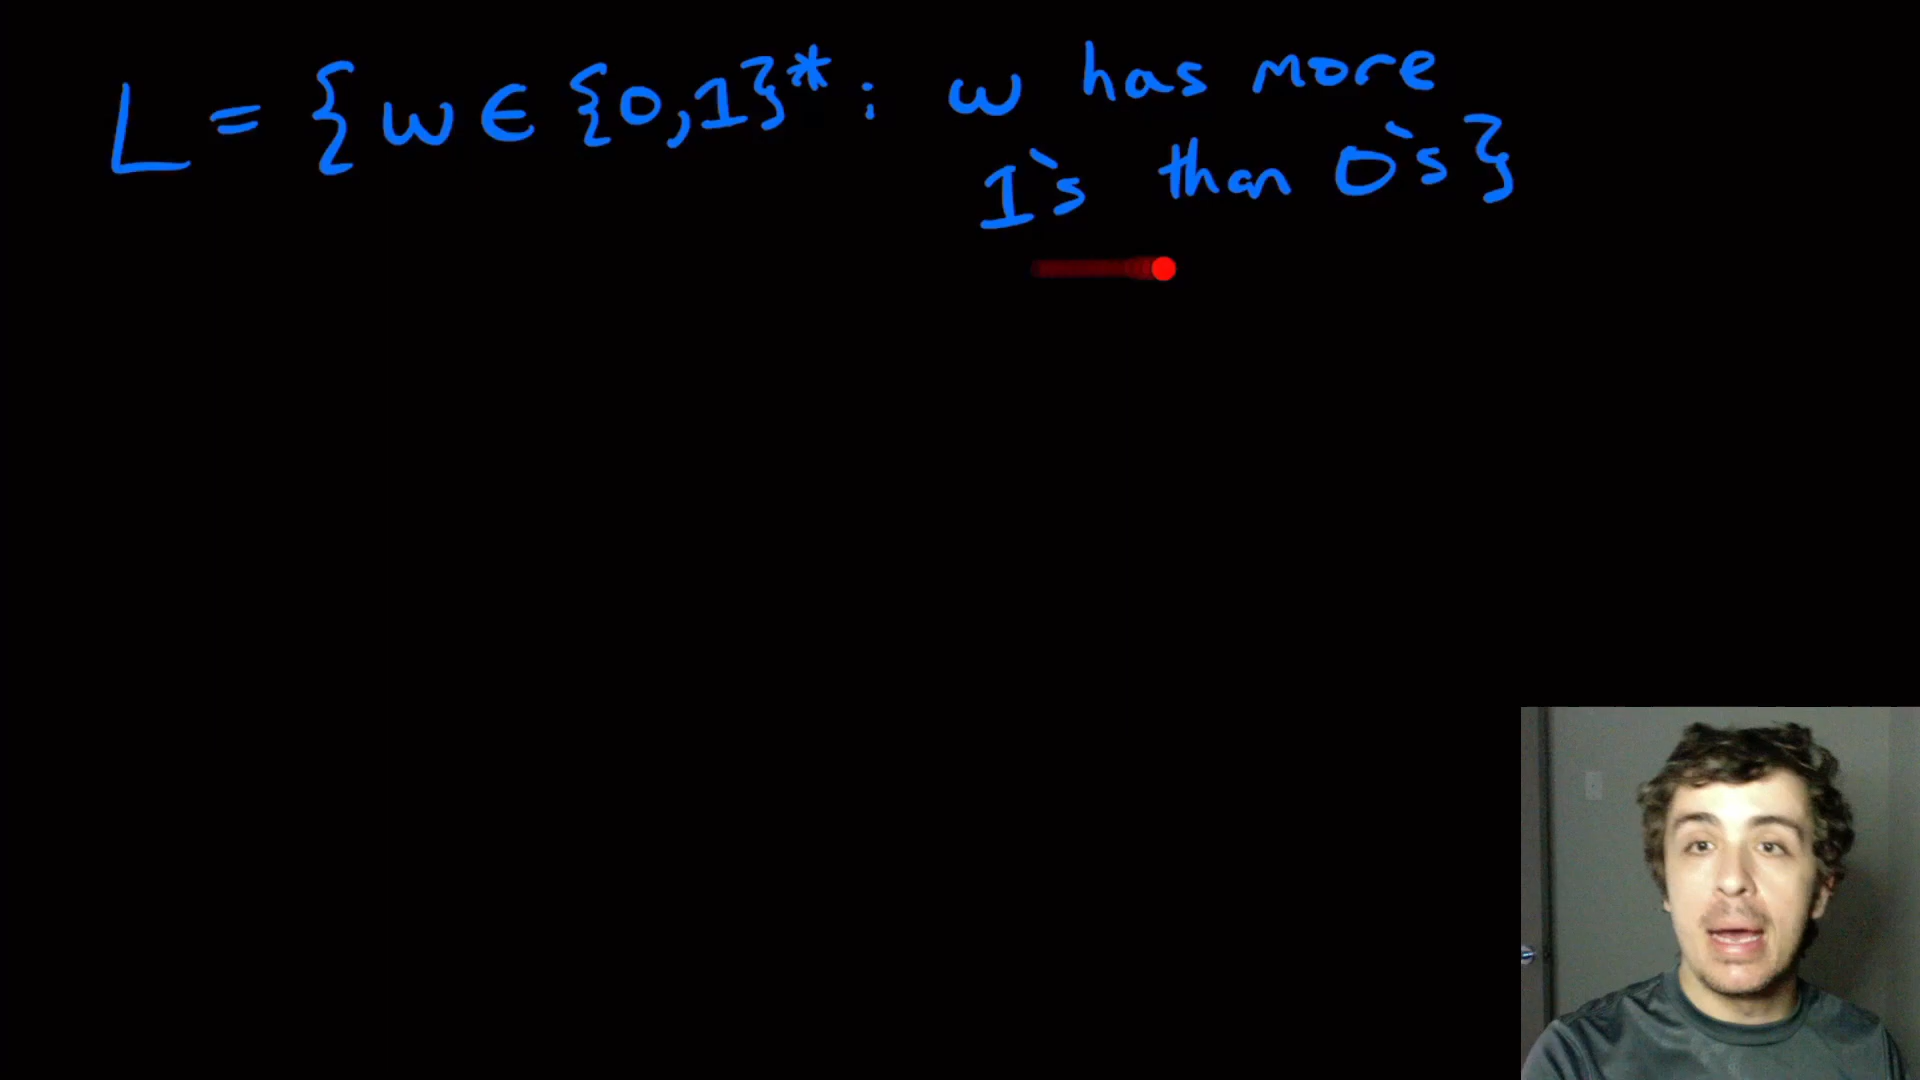 L = {w ∈ {0,1}* : w has more
1`s than 0`s}